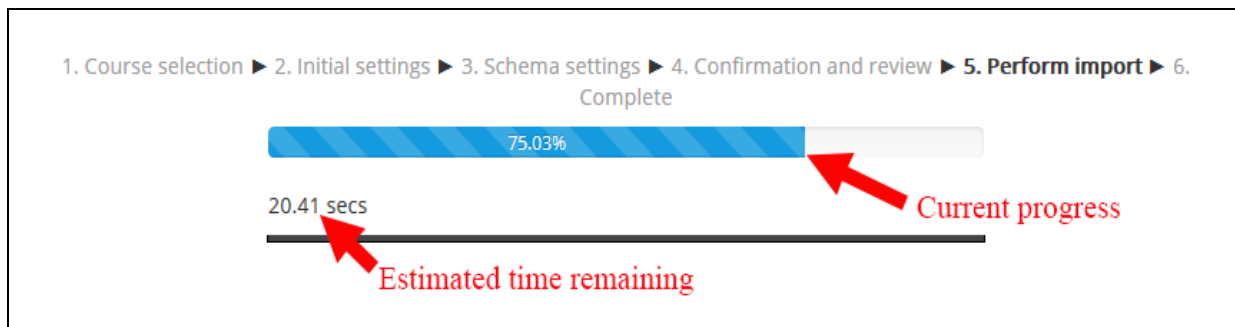 1. Course selection ► 2. Initial settings ► 3. Schema settings ► 4. Confirmation and review ► 5. Perform import ► 6.
Complete
75.03%
20.41 secs
Current progress
Estimated time remaining